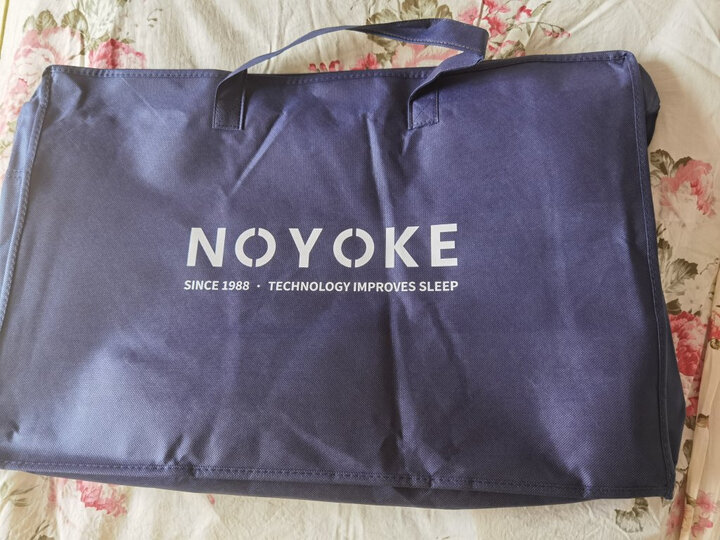 NOYOKE
SINCE 1988 · TECHNOLOGY IMPROVES SLEEP